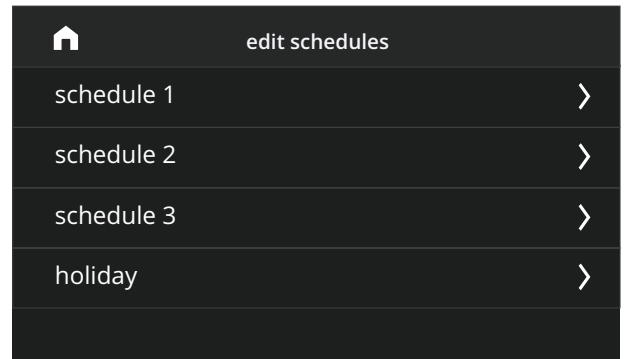 edit schedules
schedule 1
schedule 2
schedule 3
holiday